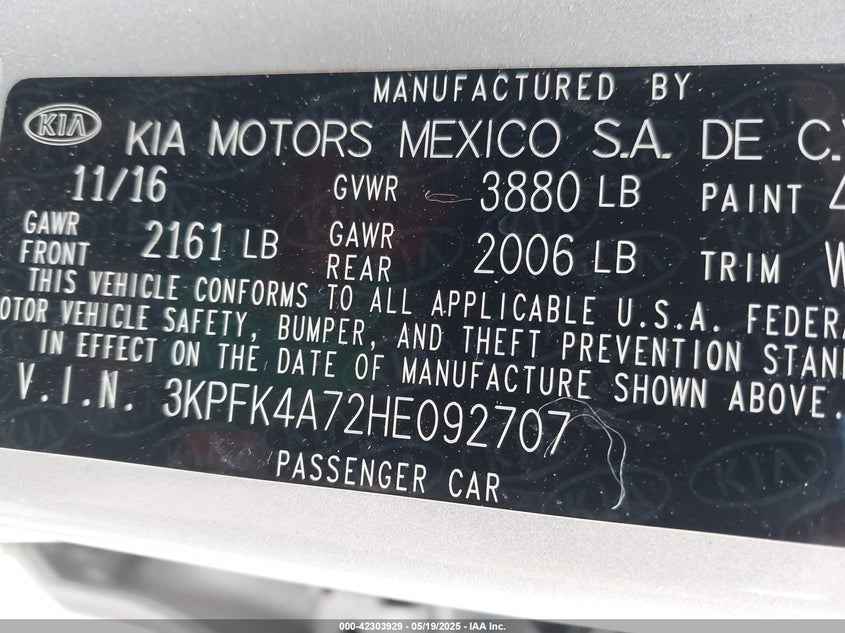 MANUFACTURED BY
KIA KIA MOTORS MEXICO S.A. DE C.V
11/16 GVWR 3880 LB PAINT
GAWR FRONT 2161 LB GAWR REAR 2006 LB TRIM W
THIS VEHICLE CONFORMS TO ALL APPLICABLE U.S.A. FEDERA
OTOR VEHICLE SAFETY, BUMPER, AND THEFT PREVENTION STAN
IN EFFECT ON THE DATE OF MANUFACTURE SHOWN ABOVE.
V.I.N. 3KPFK4A72HE092707
PASSENGER CAR
000-42303929 - 05/19/2025 - IAA Inc.